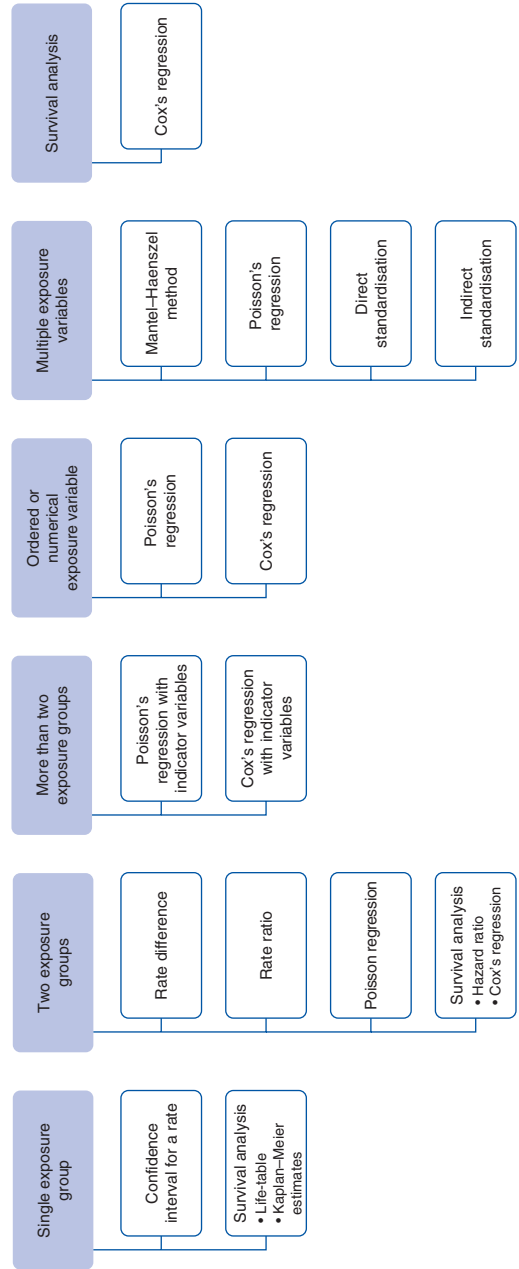 Single exposure
group
Confidence
interval for a rate
Survival analysis
• Life-table
• Kaplan–Meier
estimates
Two exposure
groups
Rate difference
Rate ratio
Poisson regression
Survival analysis
• Hazard ratio
• Cox's regression
More than two
exposure groups
Poisson's
regression with
indicator variables
Cox's regression
with indicator
variables
Ordered or
numerical
exposure variable
Poisson's
regression
Cox's regression
Multiple exposure
variables
Mantel–Haenszel
method
Poisson's
regression
Direct
standardisation
Indirect
standardisation
Survival analysis
Cox's regression